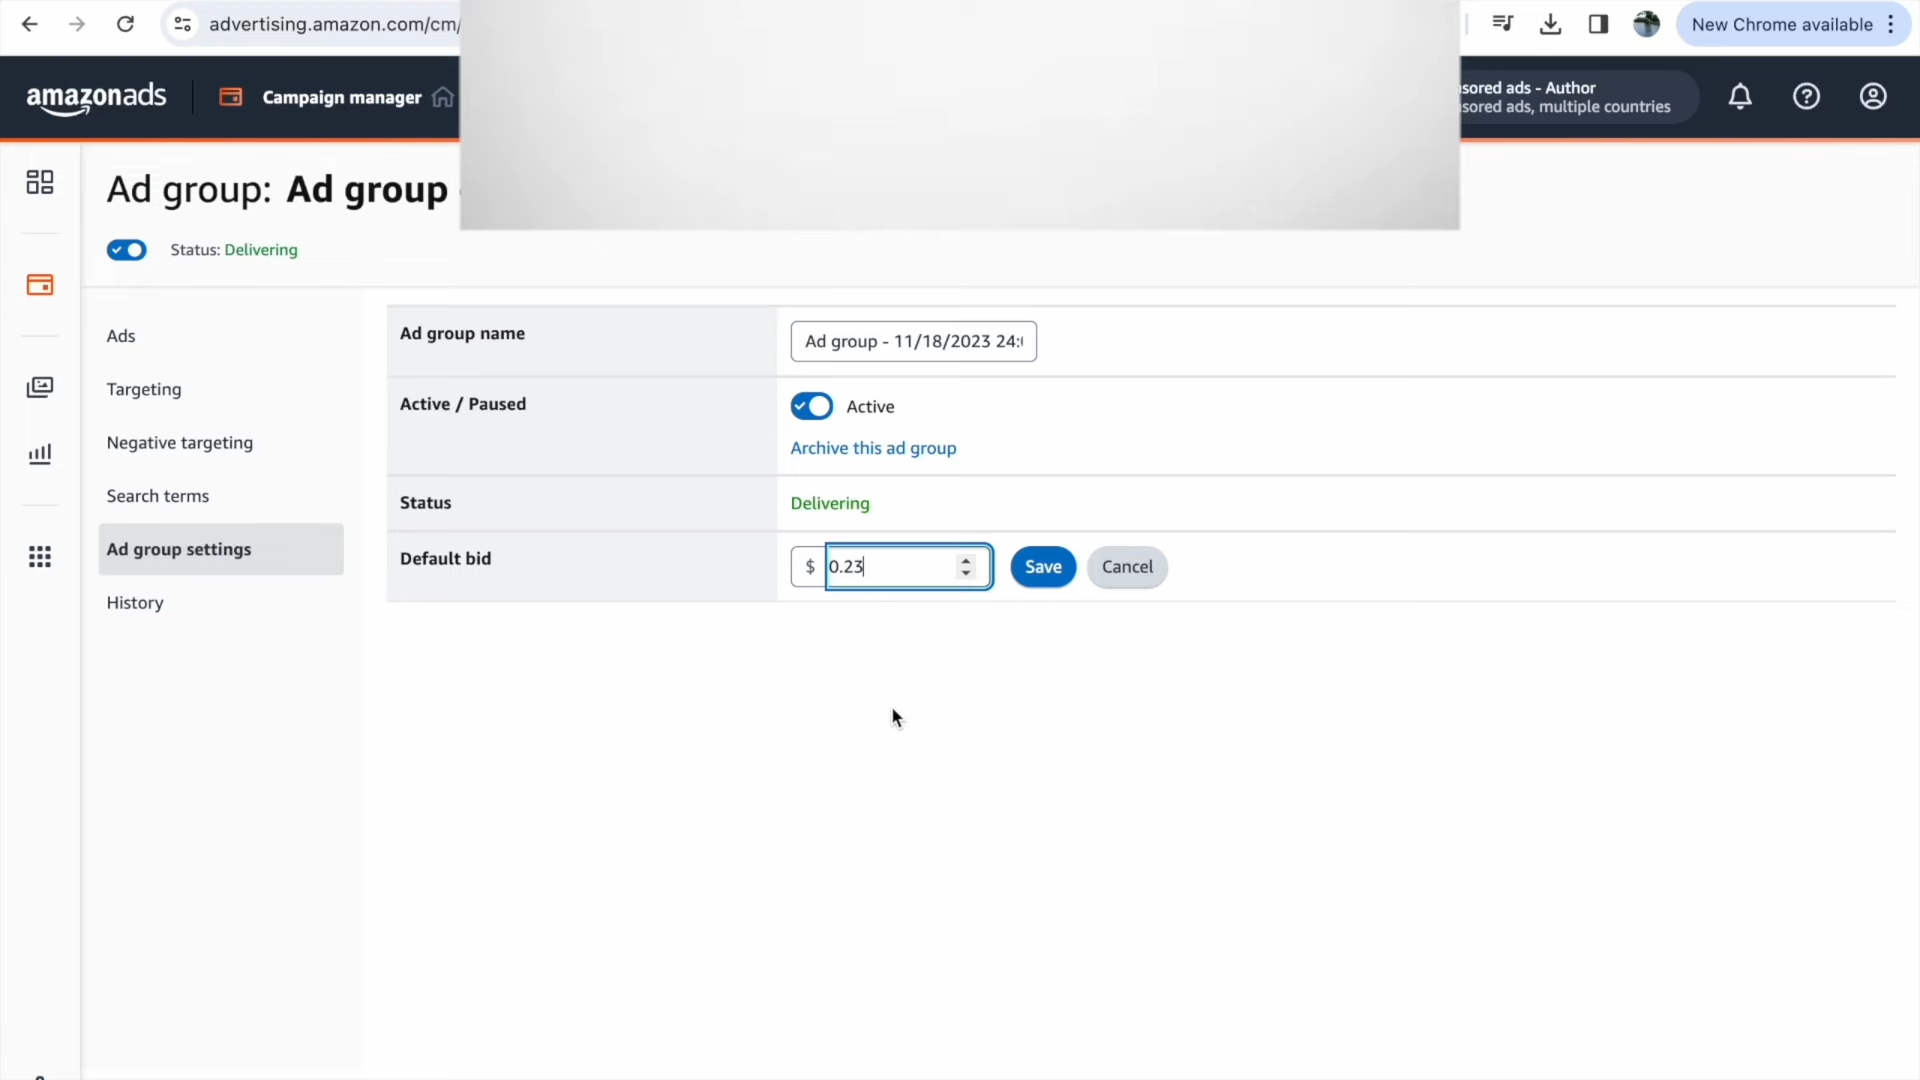 advertising.amazon.com/cm/
New Chrome available
amazonads
Campaign manager
sored ads - Author
sored ads, multiple countries
Ad group: Ad group
Status: Delivering
Ads
Targeting
Negative targeting
Search terms
Ad group settings
History
Ad group name
Ad group - 11/18/2023 24:
Active / Paused
Active
Archive this ad group
Status
Delivering
Default bid
$ 0.23
Save
Cancel